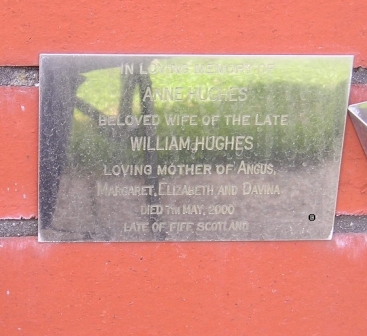 IN LOVING MEMORY OF
ANNE HUGHES
BELOVED WIFE OF THE LATE
WILLIAM HUGHES
LOVING MOTHER OF ANGUS,
MARGARET, ELIZABETH AND DAVINA
DIED 7TH MAY, 2000
LATE OF FIFE SCOTLAND